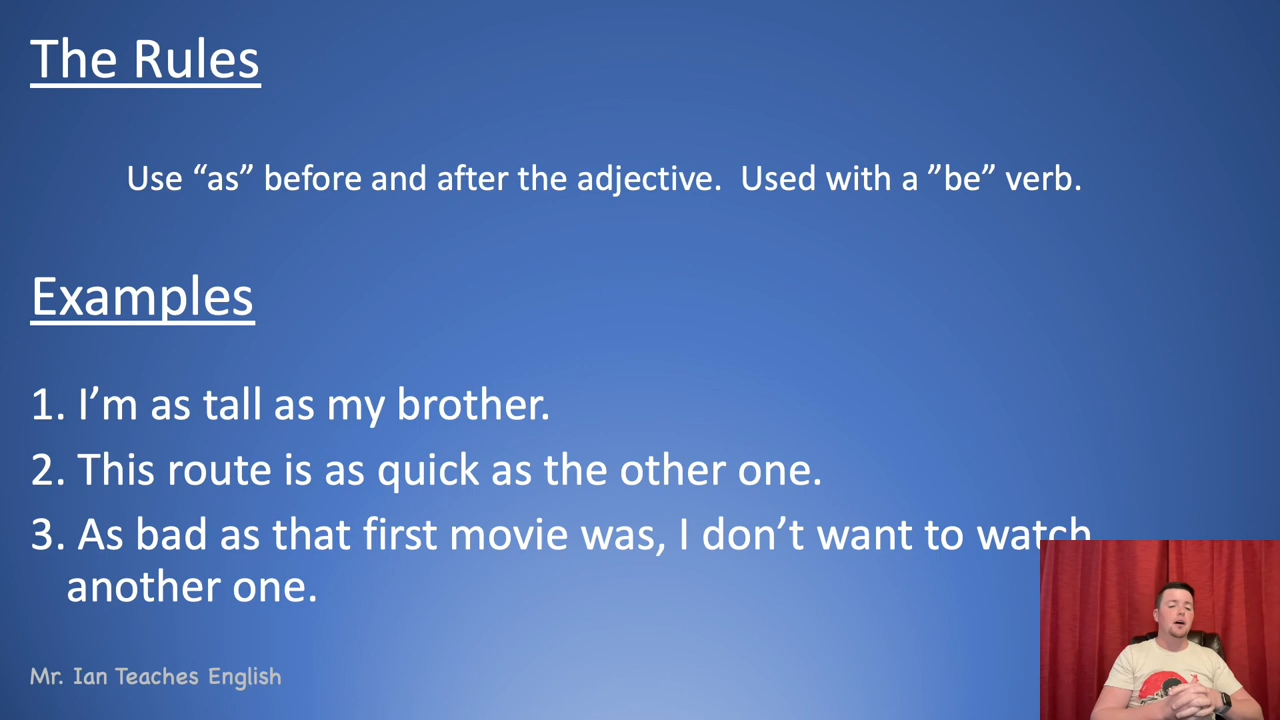 The Rules
Use “as” before and after the adjective.  Used with a ”be” verb.
Examples
1. I’m as tall as my brother.
2. This route is as quick as the other one.
3. As bad as that first movie was, I don’t want to watch
another one.
Mr. Ian Teaches English